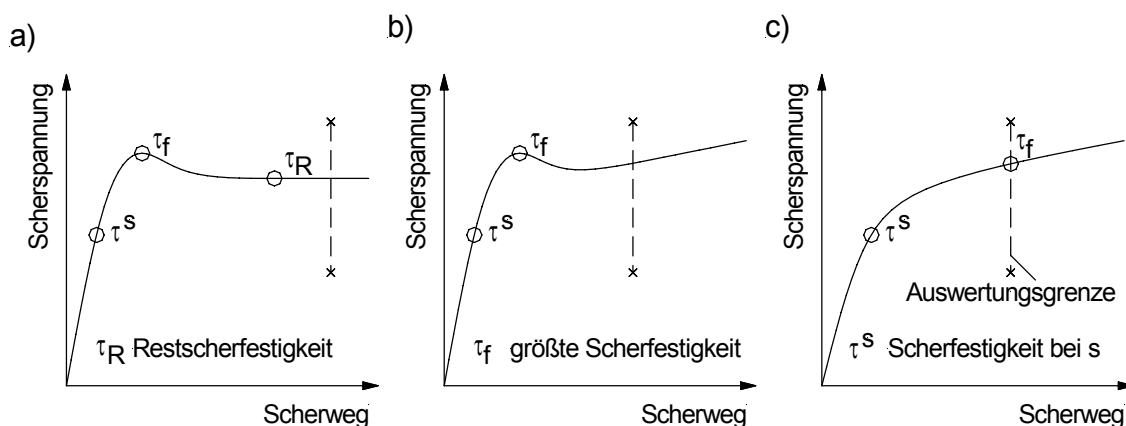 a)
Scherspannung
τf
τR
τs
τR Restscherfestigkeit
Scherweg
b)
Scherspannung
τf
τs
τf größte Scherfestigkeit
Scherweg
c)
Scherspannung
τf
τs
Auswertungsgrenze
τs Scherfestigkeit bei s
Scherweg